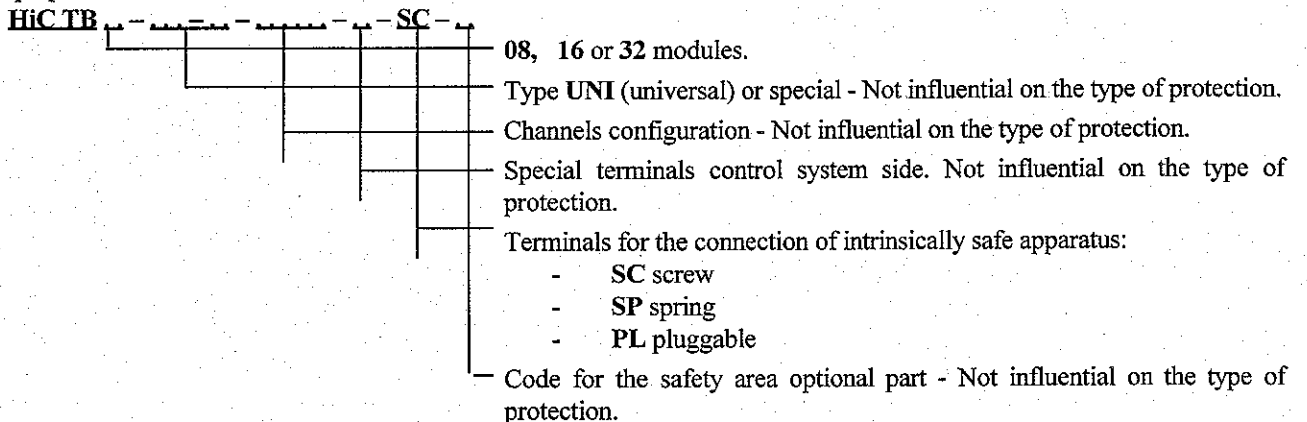 HiC TB .. – ...=.. – ...... – .. – SC – ..
08, 16 or 32 modules.
Type UNI (universal) or special - Not influential on the type of protection.
Channels configuration - Not influential on the type of protection.
Special terminals control system side. Not influential on the type of
protection.
Terminals for the connection of intrinsically safe apparatus:
- SC screw
- SP spring
- PL pluggable
Code for the safety area optional part - Not influential on the type of
protection.